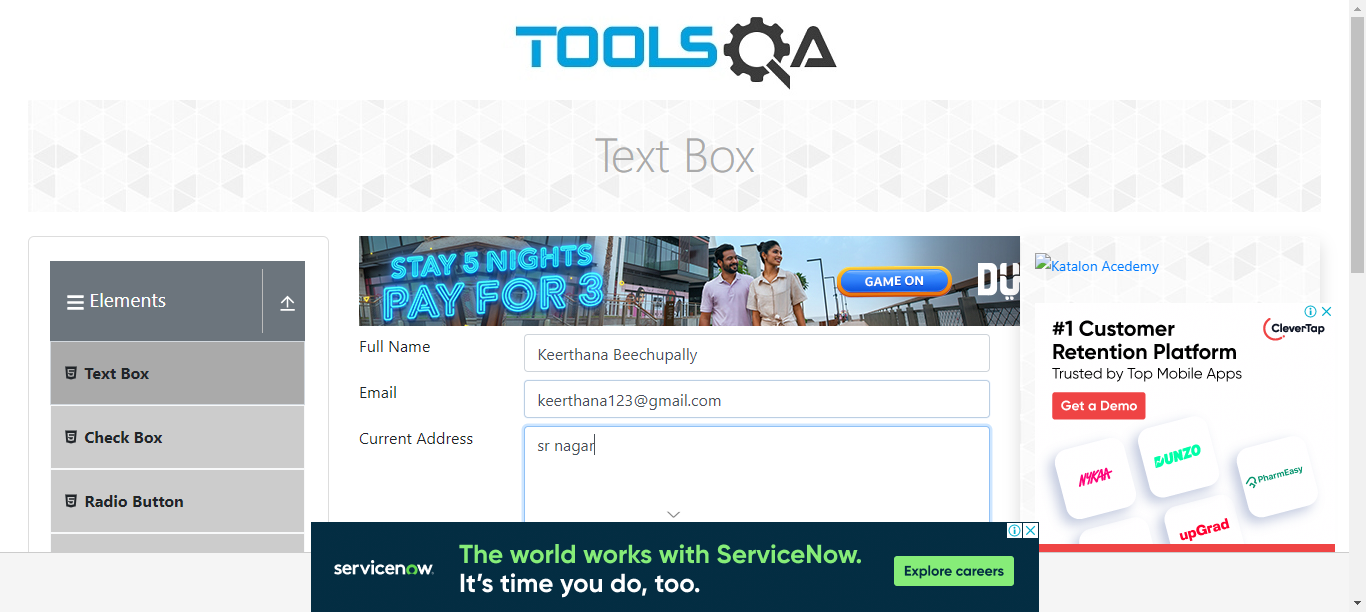 TOOLSQA
Text Box
Elements
Text Box
Check Box
Radio Button
STAY 5 NIGHTS
PAY FOR 3
GAME ON
DU
Full Name
Keerthana Beechupally
Email
keerthana123@gmail.com
Current Address
sr nagar
Katalon Acedemy
#1 Customer
Retention Platform
Trusted by Top Mobile Apps
CleverTap
Get a Demo
NYKAA
DUNZO
PharmEasy
upGrad
servicenow
The world works with ServiceNow.
It's time you do, too.
Explore careers